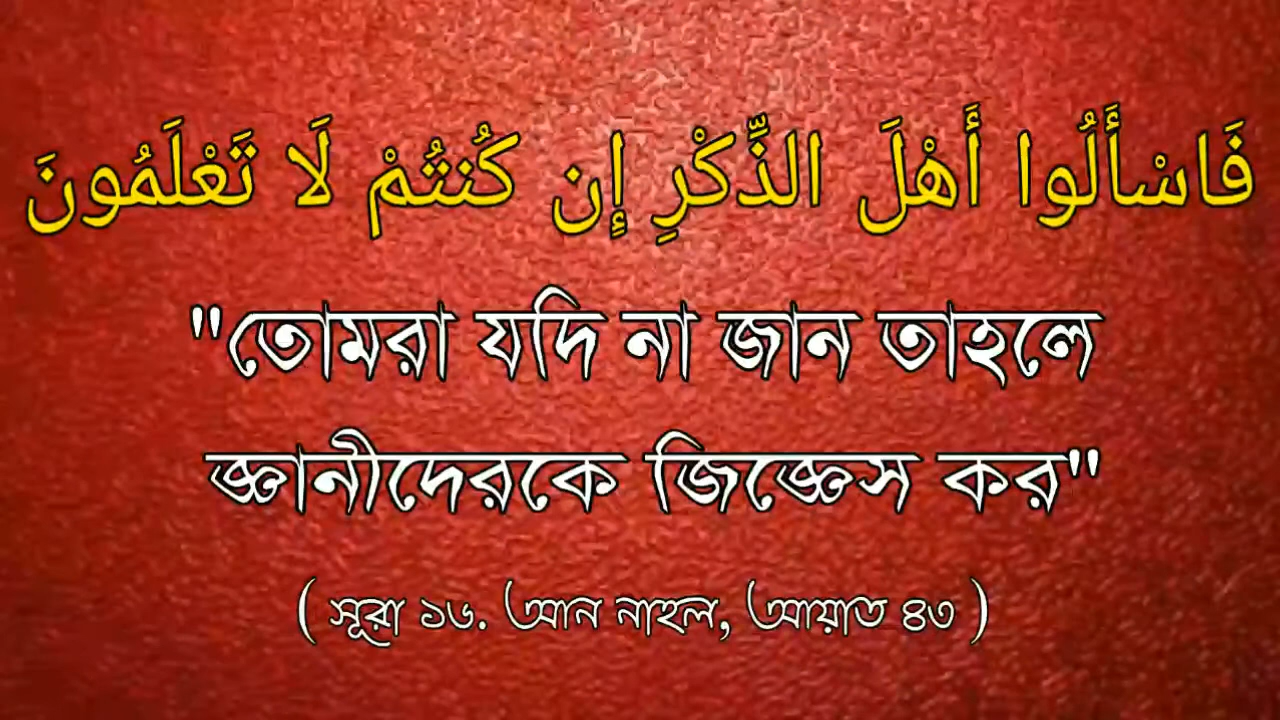 فَاسْأَلُوا أَهْلَ الذِّكْرِ إِن كُنتُمْ لَا تَعْلَمُونَ
"তোমরা যদি না জান তাহলে
জ্ঞানীদেরকে জিজ্ঞেস কর"
( সূরা ১৬. আন নাহল, আয়াত ৪৩ )